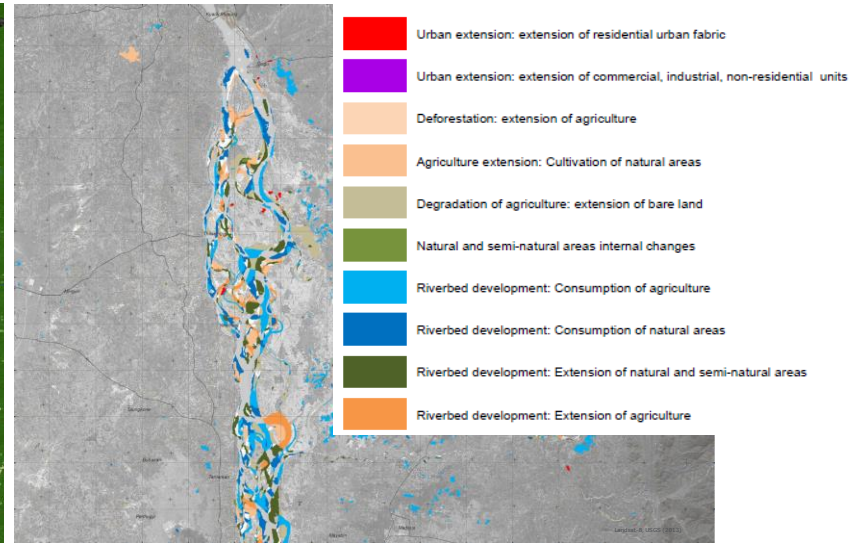 Urban extension: extension of residential urban fabric
Urban extension: extension of commercial, industrial, non-residential units
Deforestation: extension of agriculture
Agriculture extension: Cultivation of natural areas
Degradation of agriculture: extension of bare land
Natural and semi-natural areas internal changes
Riverbed development: Consumption of agriculture
Riverbed development: Consumption of natural areas
Riverbed development: Extension of natural and semi-natural areas
Riverbed development: Extension of agriculture